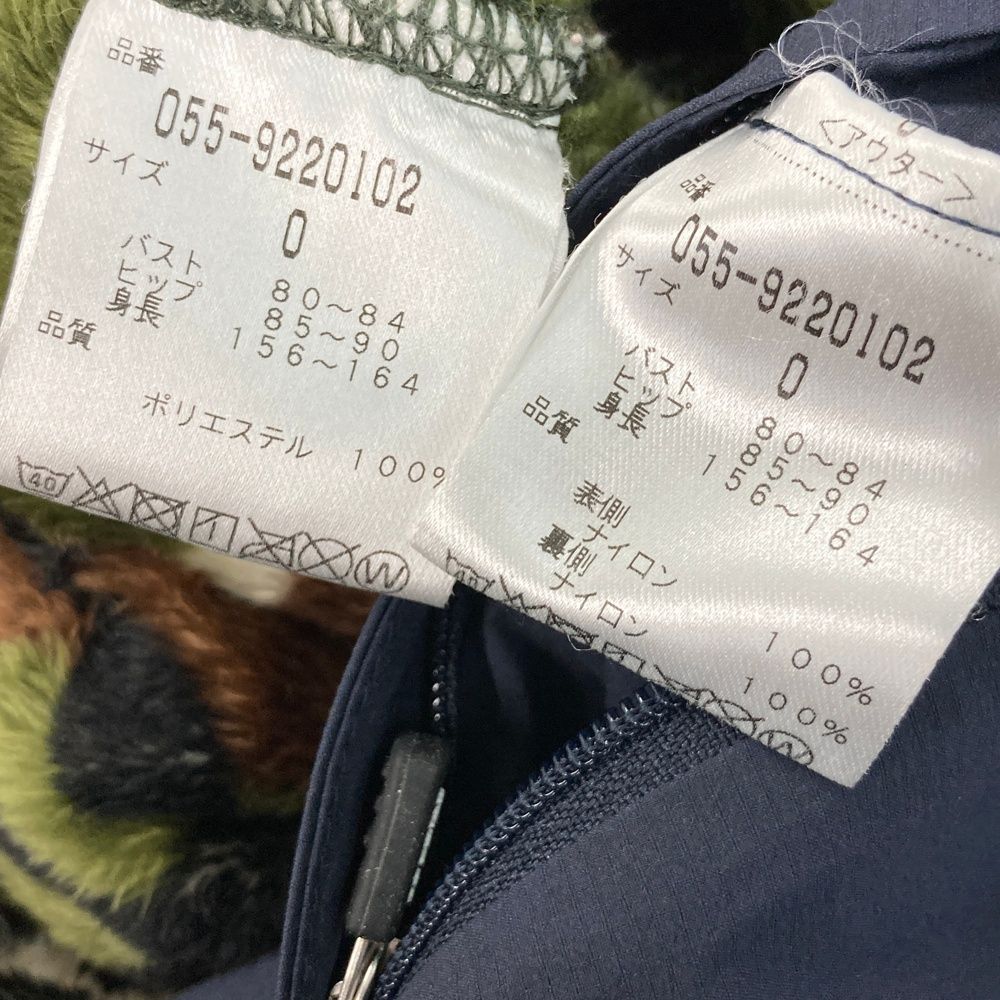 品番
055-9220102
サイズ
0
バスト 80～84
ヒップ 85～90
身長 156～164
品質
ポリエステル 100%
40
W
<アウター>
品番
055-9220102
サイズ
0
バスト 80～84
ヒップ 85～90
身長 156～164
品質
表側
ナイロン 100%
裏側
ナイロン 100%
40
W